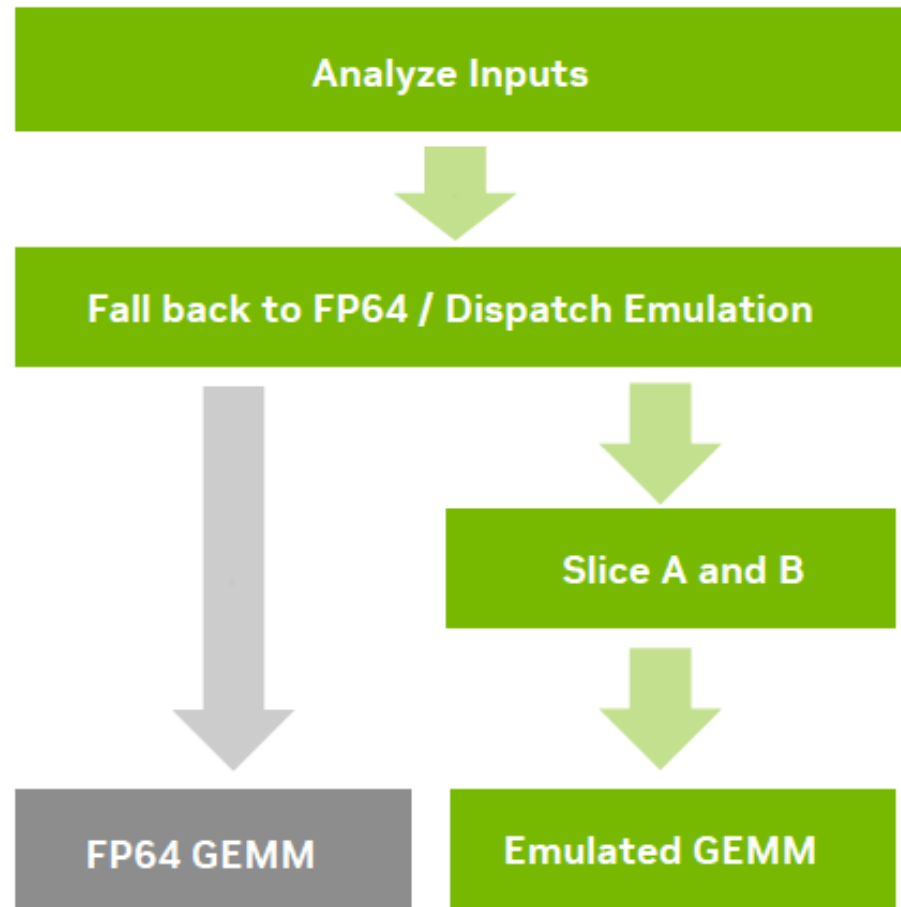 Analyze Inputs
Fall back to FP64 / Dispatch Emulation
Slice A and B
FP64 GEMM
Emulated GEMM